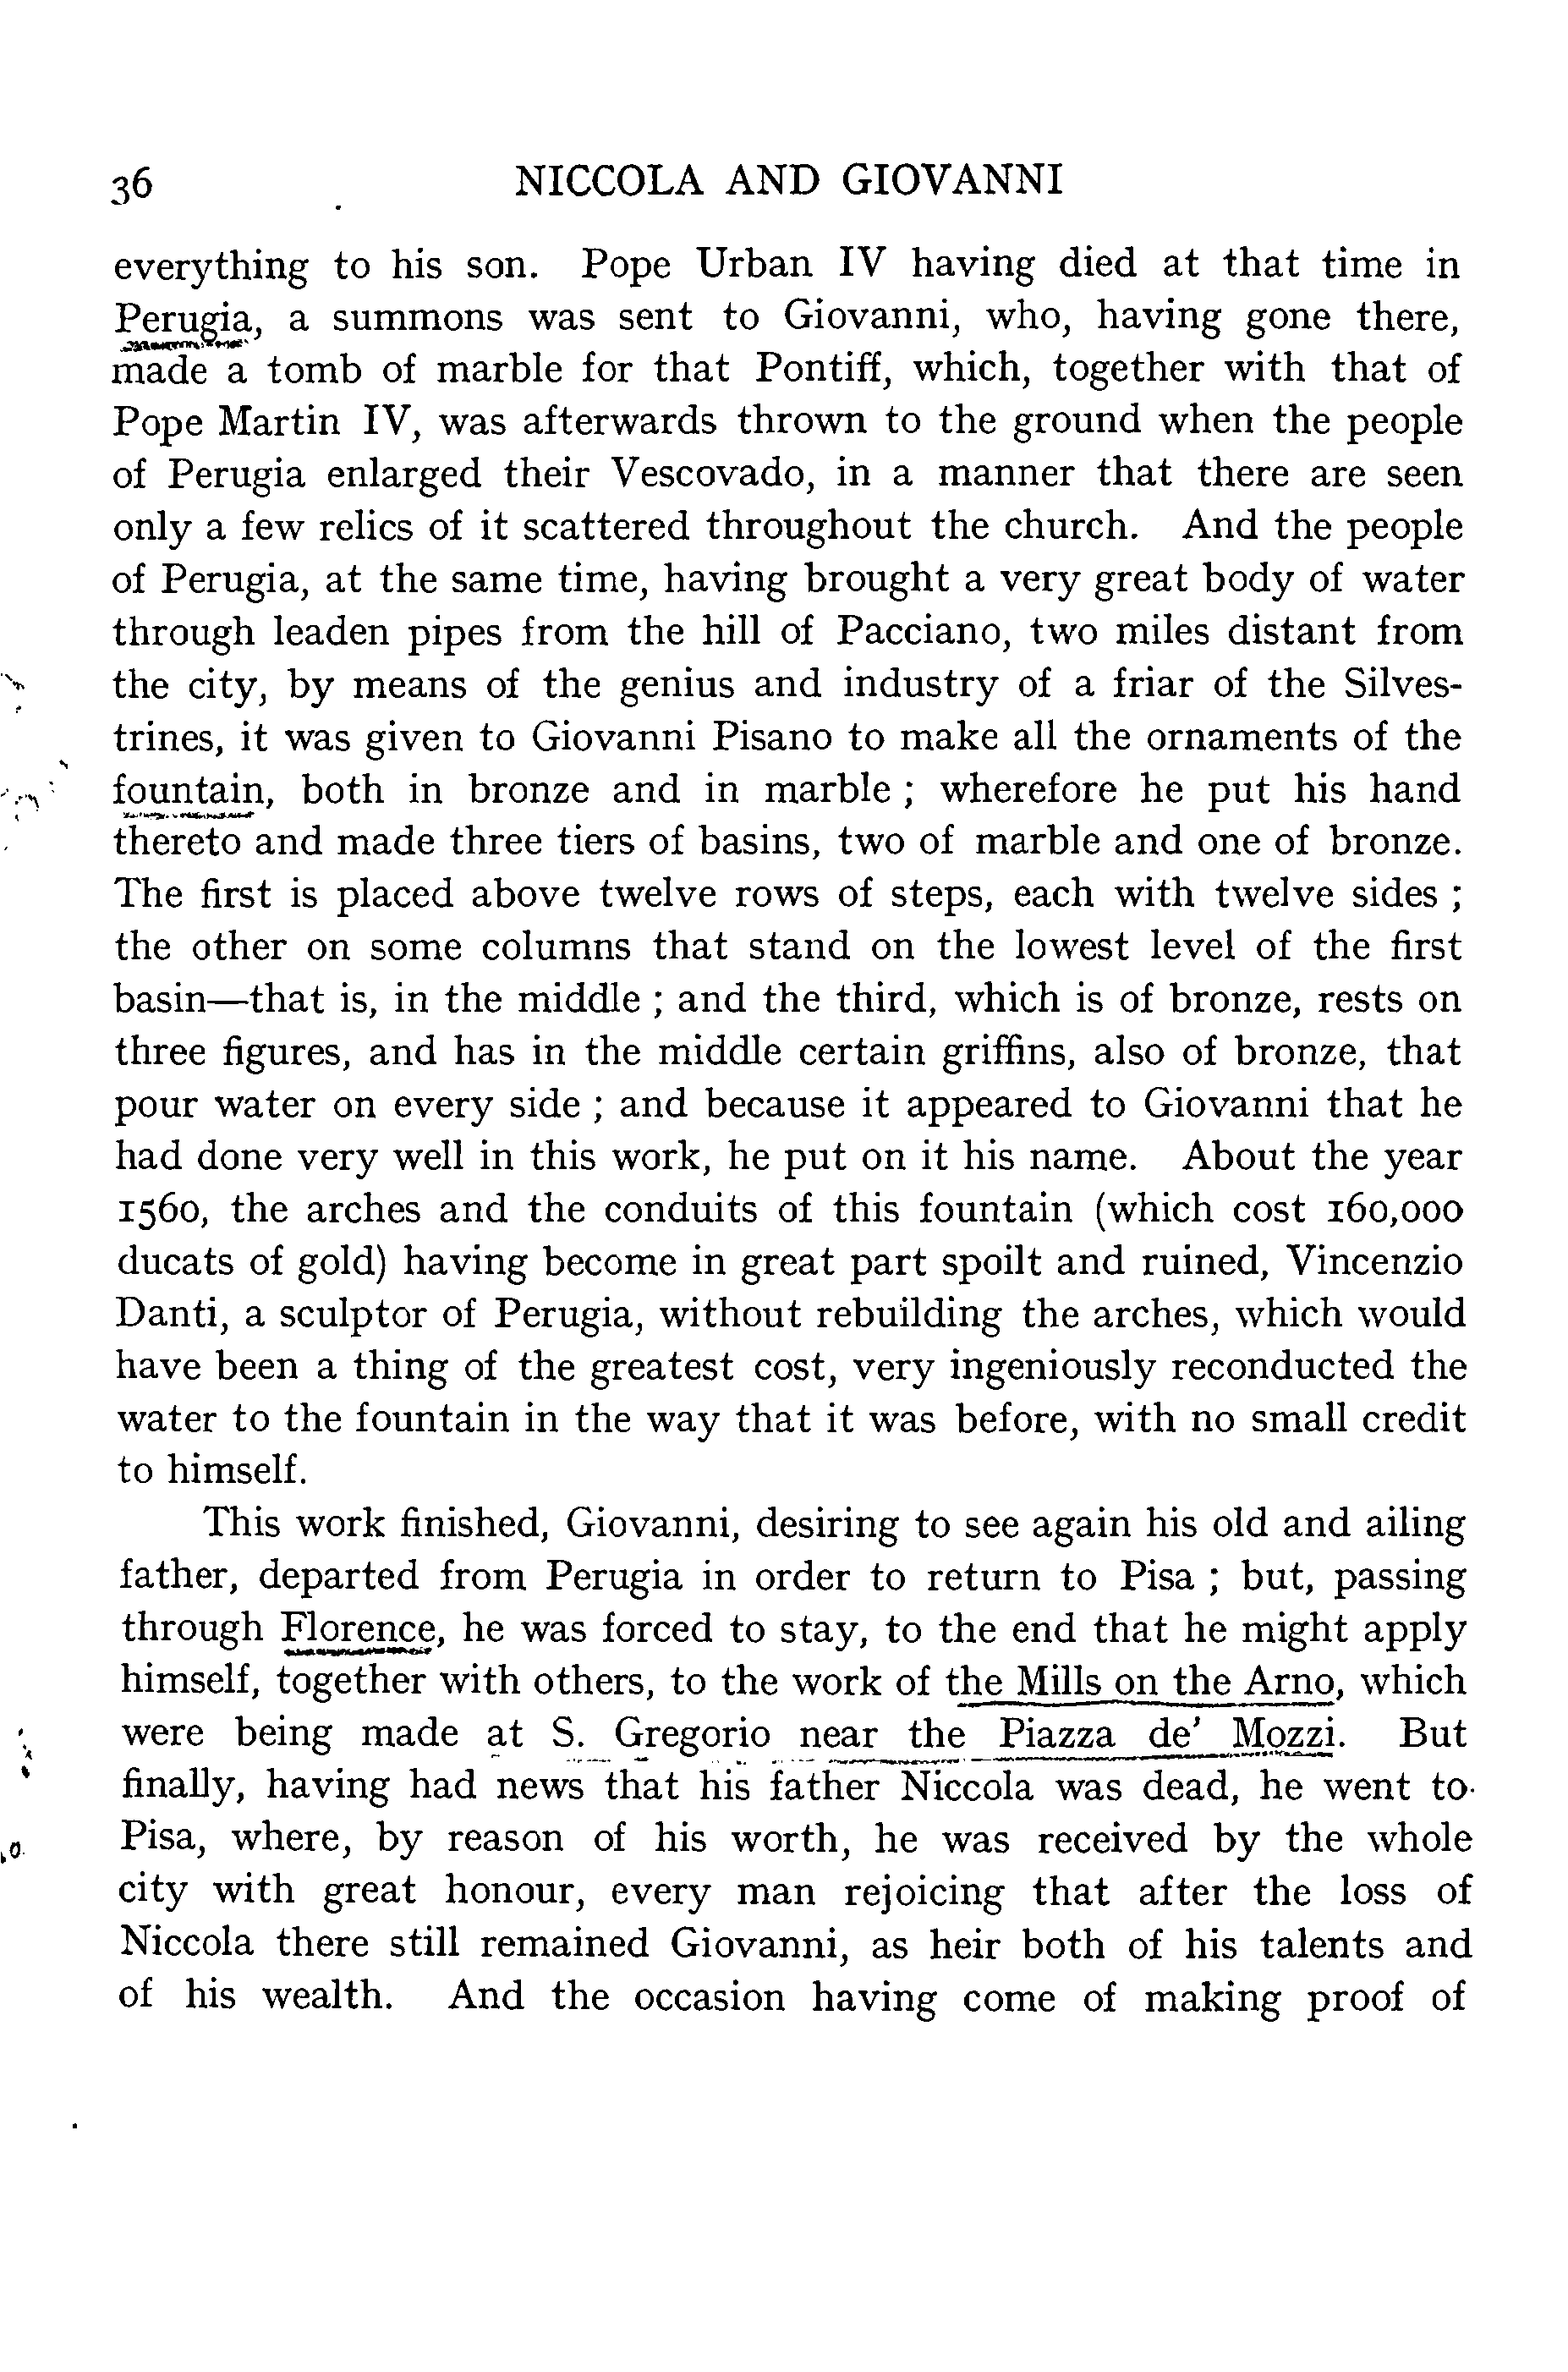 36 NICCOLA AND GIOVANNI
everything to his son. Pope Urban IV having died at that time in
Perugia, a summons was sent to Giovanni, who, having gone there,
made a tomb of marble for that Pontiff, which, together with that of
Pope Martin IV, was afterwards thrown to the ground when the people
of Perugia enlarged their Vescovado, in a manner that there are seen
only a few relics of it scattered throughout the church. And the people
of Perugia, at the same time, having brought a very great body of water
through leaden pipes from the hill of Pacciano, two miles distant from
the city, by means of the genius and industry of a friar of the Silves-
trines, it was given to Giovanni Pisano to make all the ornaments of the
fountain, both in bronze and in marble ; wherefore he put his hand
thereto and made three tiers of basins, two of marble and one of bronze.
The first is placed above twelve rows of steps, each with twelve sides ;
the other on some columns that stand on the lowest level of the first
basin—that is, in the middle ; and the third, which is of bronze, rests on
three figures, and has in the middle certain griffins, also of bronze, that
pour water on every side ; and because it appeared to Giovanni that he
had done very well in this work, he put on it his name. About the year
1560, the arches and the conduits of this fountain (which cost 160,000
ducats of gold) having become in great part spoilt and ruined, Vincenzio
Danti, a sculptor of Perugia, without rebuilding the arches, which would
have been a thing of the greatest cost, very ingeniously reconducted the
water to the fountain in the way that it was before, with no small credit
to himself.
This work finished, Giovanni, desiring to see again his old and ailing
father, departed from Perugia in order to return to Pisa ; but, passing
through Florence, he was forced to stay, to the end that he might apply
himself, together with others, to the work of the Mills on the Arno, which
were being made at S. Gregorio near the Piazza de' Mozzi. But
finally, having had news that his father Niccola was dead, he went to
Pisa, where, by reason of his worth, he was received by the whole
city with great honour, every man rejoicing that after the loss of
Niccola there still remained Giovanni, as heir both of his talents and
of his wealth. And the occasion having come of making proof of